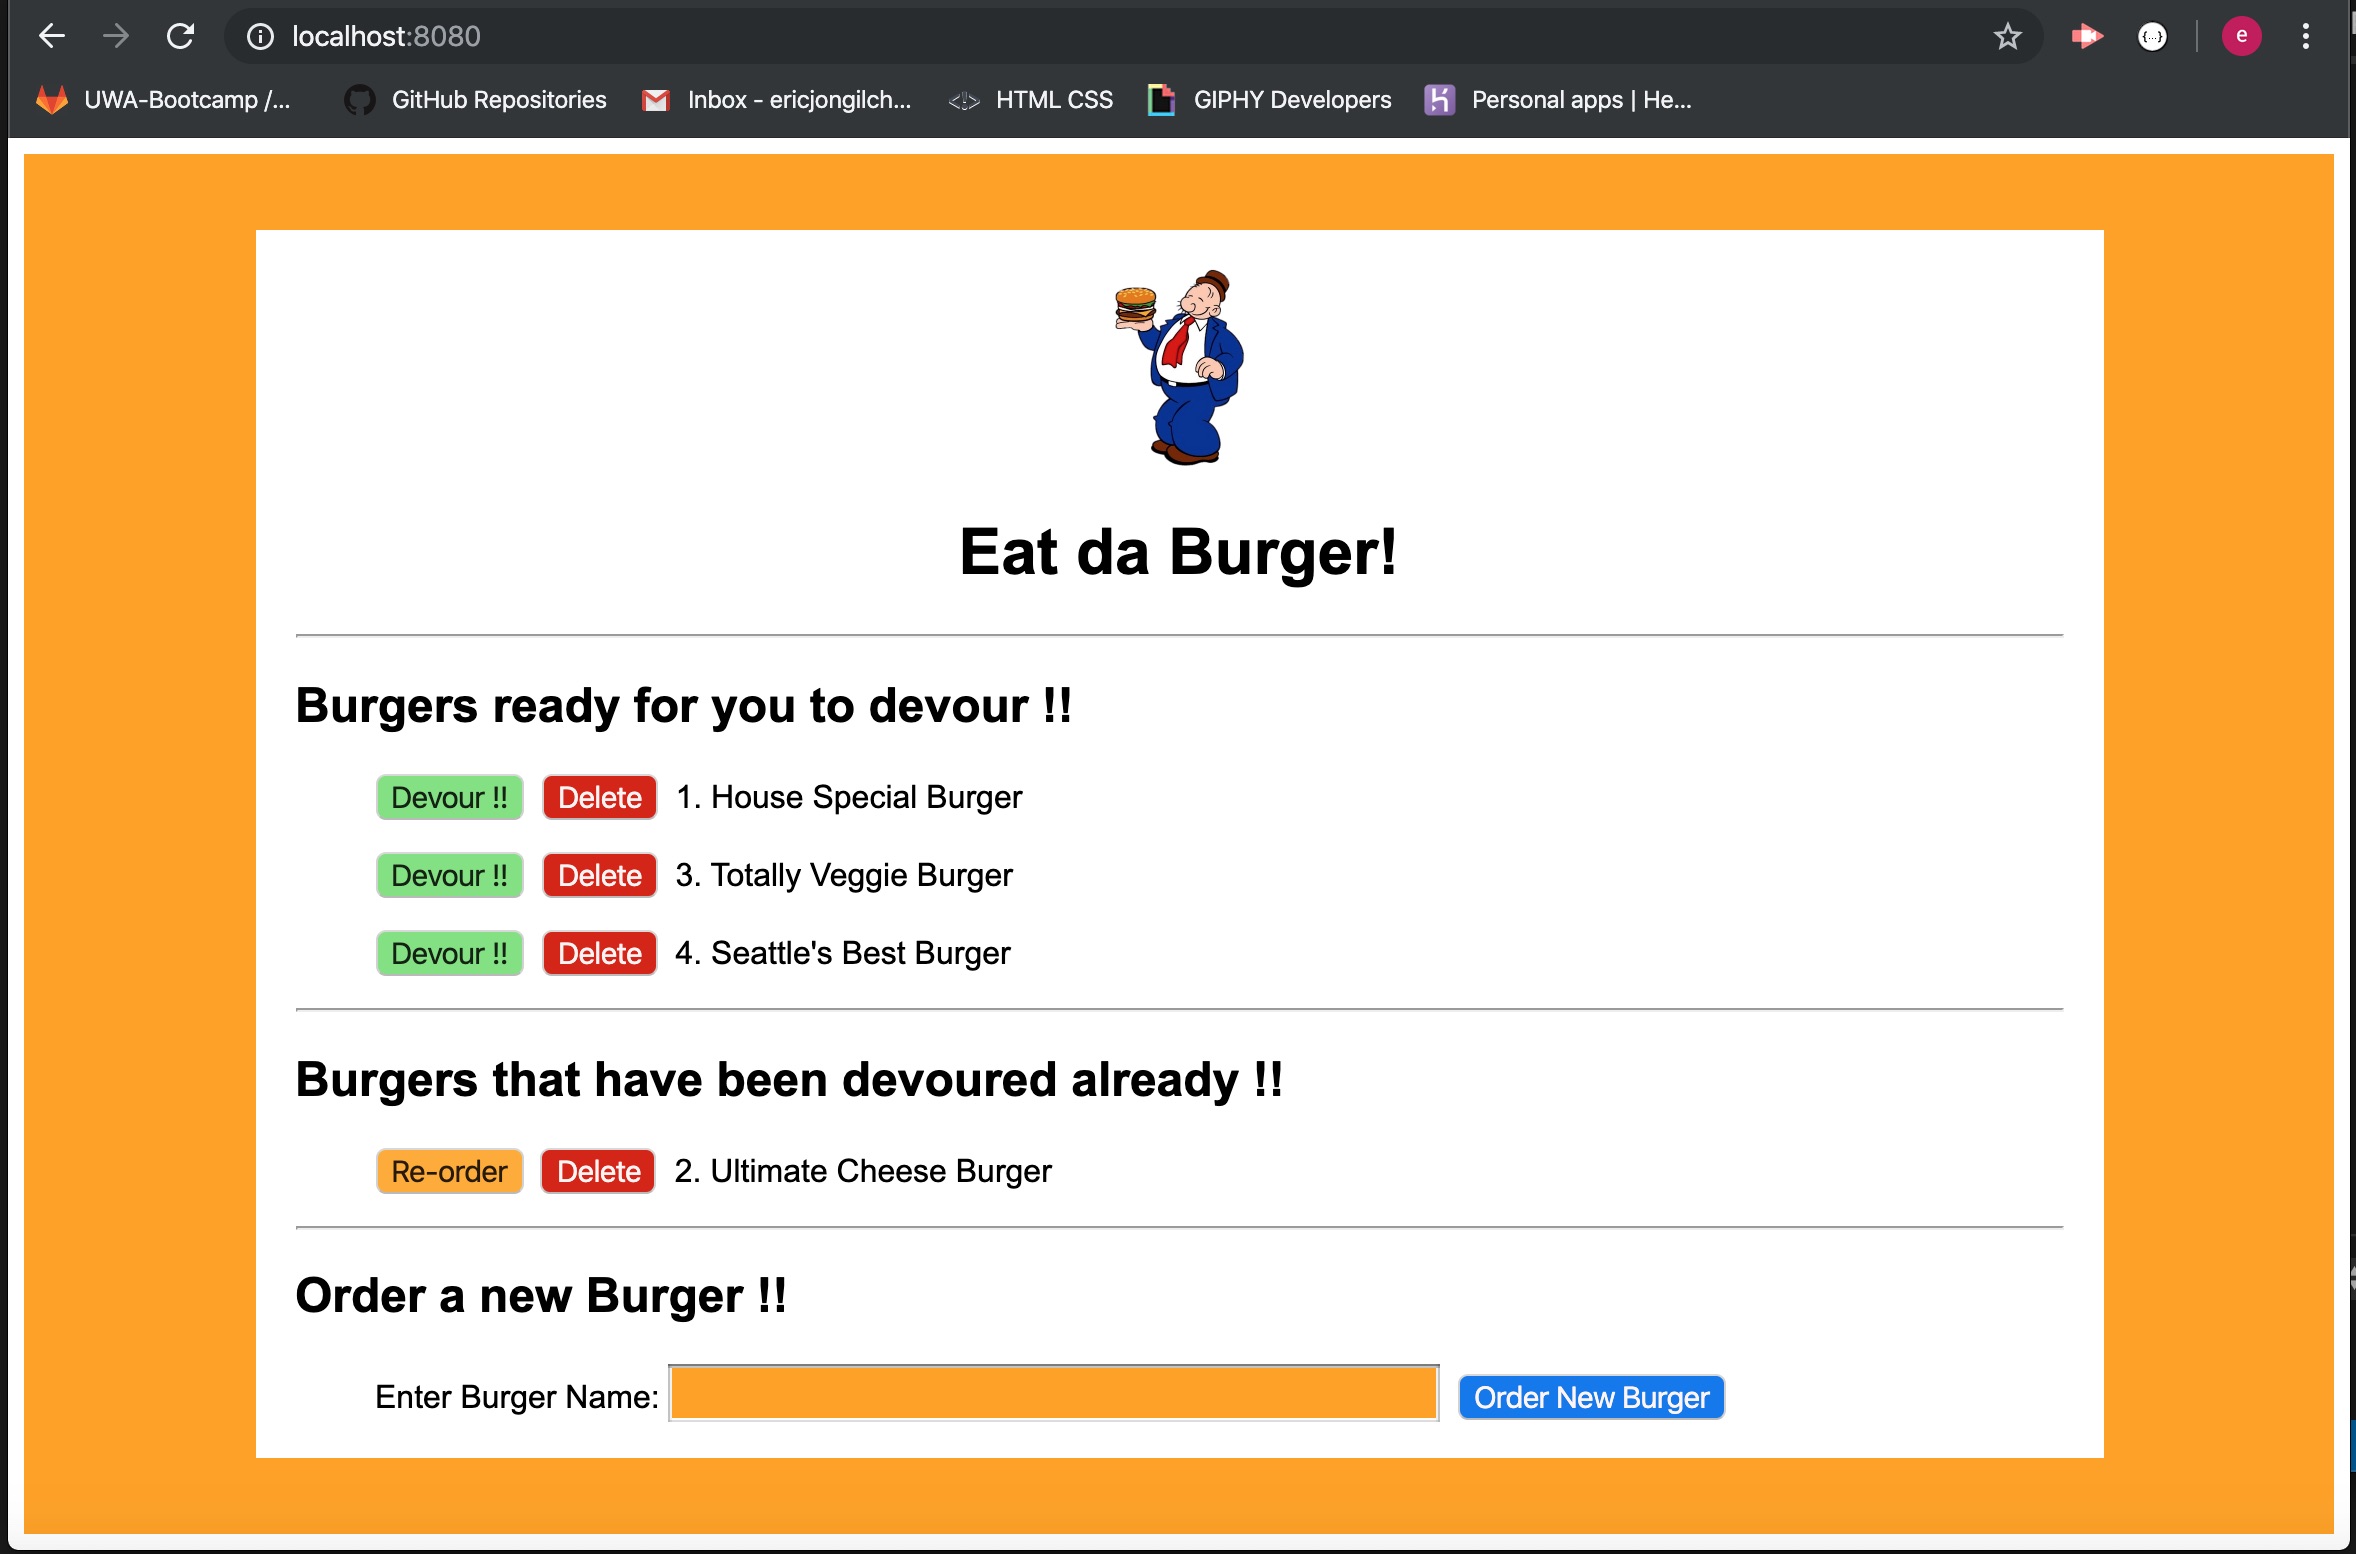 localhost:8080
e
UWA-Bootcamp /... GitHub Repositories Inbox - ericjongilch... HTML CSS GIPHY Developers Personal apps | He...
Eat da Burger!
Burgers ready for you to devour !!
Devour !! Delete 1. House Special Burger
Devour !! Delete 3. Totally Veggie Burger
Devour !! Delete 4. Seattle's Best Burger
Burgers that have been devoured already !!
Re-order Delete 2. Ultimate Cheese Burger
Order a new Burger !!
Enter Burger Name: Order New Burger